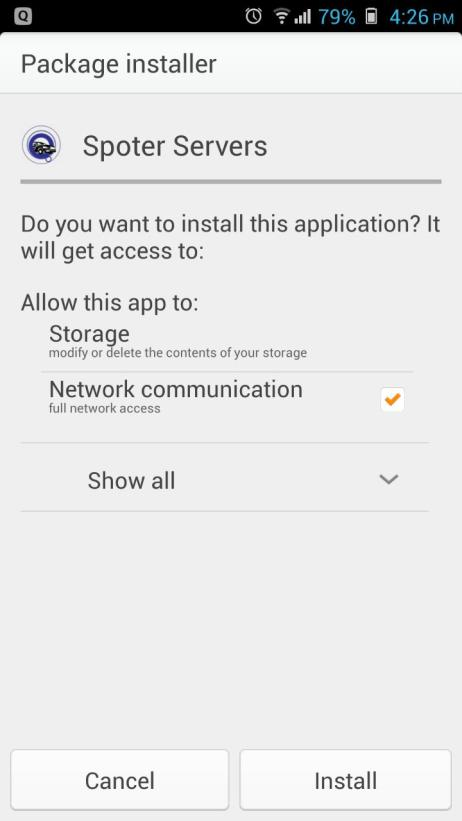 Q 79% 4:26 PM
Package installer
Spoter Servers
Do you want to install this application? It
will get access to:
Allow this app to:
Storage
modify or delete the contents of your storage
Network communication
full network access
Show all
Cancel Install